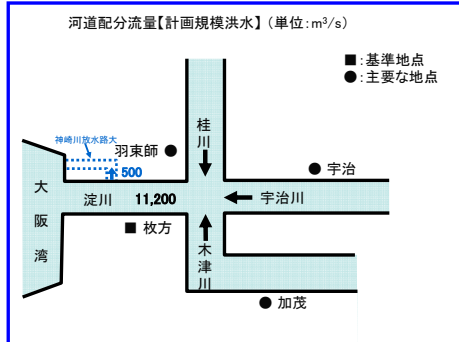 河道配分流量【計画規模洪水】（単位：m³/s）
■：基準地点
●：主要な地点
神崎川放水路大
羽束師 ●
桂川
500
● 宇治
大阪湾
淀川
11,200
宇治川
■ 枚方
木津川
● 加茂